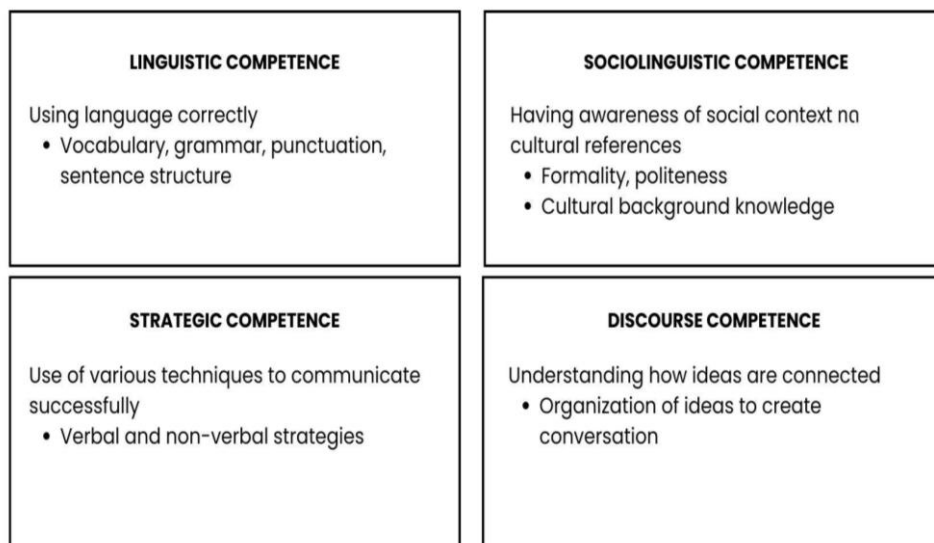 LINGUISTIC COMPETENCE
Using language correctly
• Vocabulary, grammar, punctuation,
sentence structure
SOCIOLINGUISTIC COMPETENCE
Having awareness of social context na
cultural references
• Formality, politeness
• Cultural background knowledge
STRATEGIC COMPETENCE
Use of various techniques to communicate
successfully
• Verbal and non-verbal strategies
DISCOURSE COMPETENCE
Understanding how ideas are connected
• Organization of ideas to create
conversation